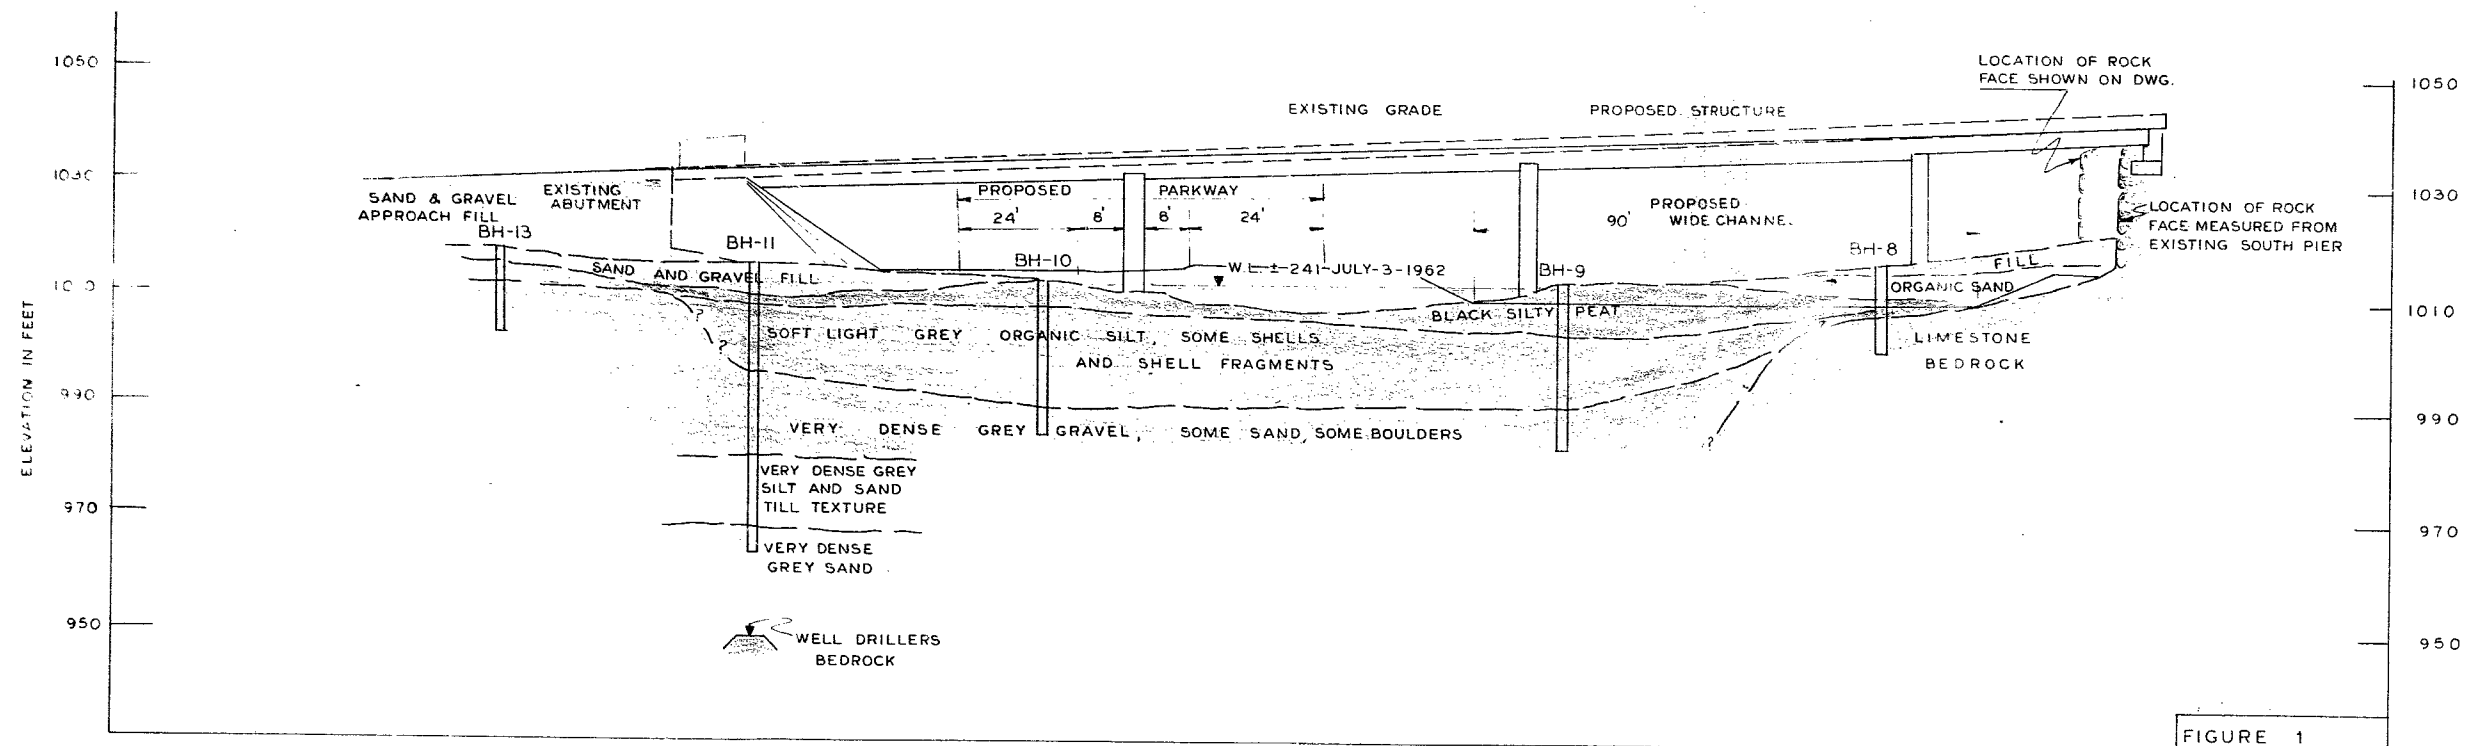 LOCATION OF ROCK
FACE SHOWN ON DWG.
1050
1050
EXISTING GRADE
PROPOSED STRUCTURE
1030
1030
EXISTING
ABUTMENT
SAND & GRAVEL
APPROACH FILL
PROPOSED
PARKWAY
24'
8'
8'
24'
90'
PROPOSED
WIDE CHANNEL
LOCATION OF ROCK
FACE MEASURED FROM
EXISTING SOUTH PIER
BH-13
BH-11
BH-10
BH-9
BH-8
SAND AND GRAVEL FILL
W.L. ± 241-JULY-3-1962
FILL
ORGANIC SAND
1010
1010
BLACK SILTY PEAT
SOFT LIGHT GREY ORGANIC SILT, SOME SHELLS
AND SHELL FRAGMENTS
?
?
?
LIMESTONE
BEDROCK
ELEVATION IN FEET
990
990
VERY DENSE GREY GRAVEL, SOME SAND, SOME BOULDERS
VERY DENSE GREY
SILT AND SAND
TILL TEXTURE
970
970
VERY DENSE
GREY SAND
950
950
WELL DRILLERS
BEDROCK
FIGURE 1